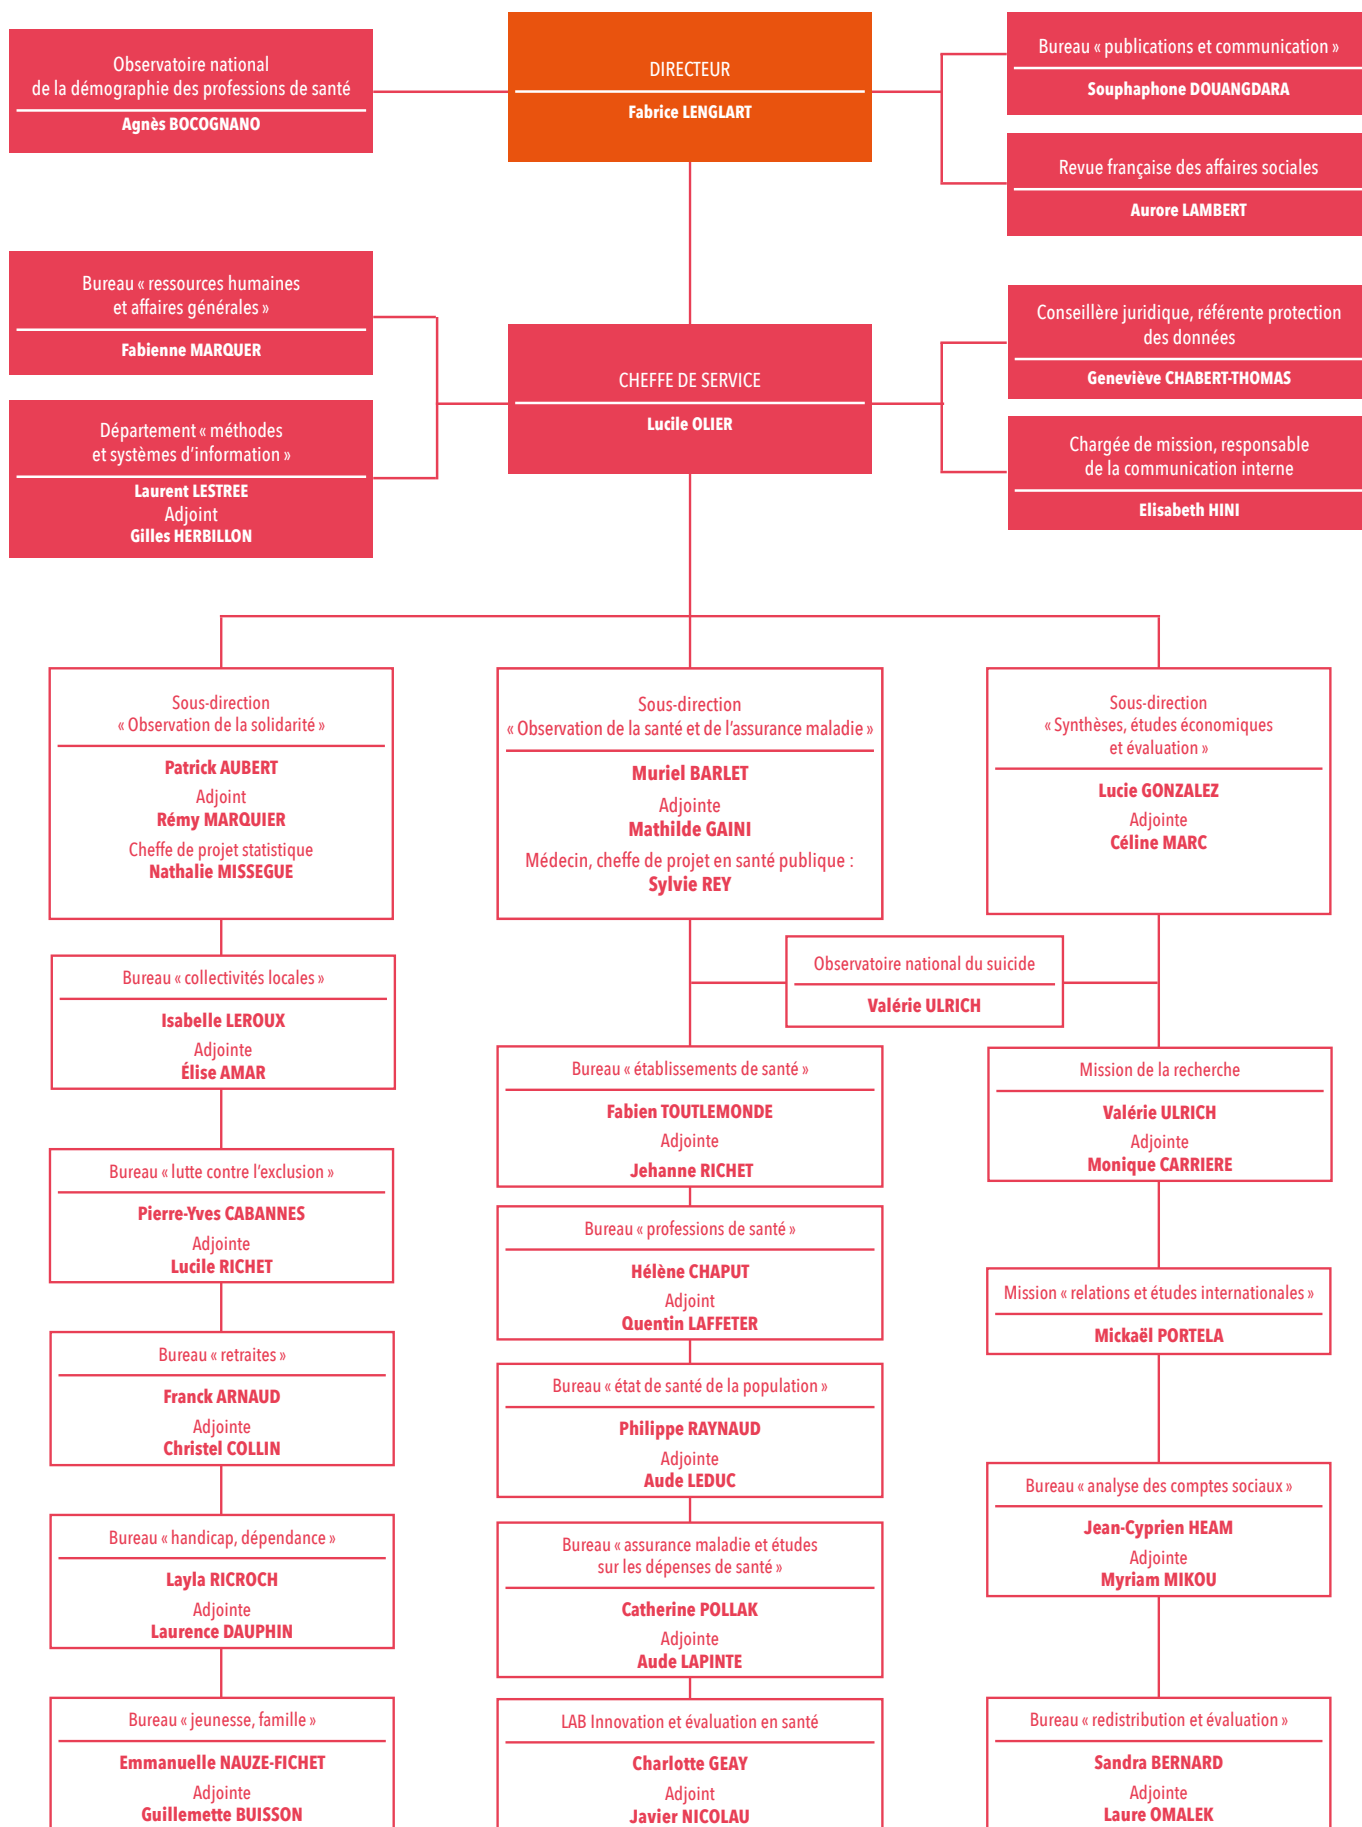 Observatoire national
de la démographie des professions de santé
Agnès BOCOGNANO
DIRECTEUR
Fabrice LENGLART
Bureau « publications et communication »
Souphaphone DOUANGDARA
Revue française des affaires sociales
Aurore LAMBERT
Bureau « ressources humaines
et affaires générales »
Fabienne MARQUER
Département « méthodes
et systèmes d’information »
Laurent LESTREE
Adjoint
Gilles HERBILLON
CHEFFE DE SERVICE
Lucile OLIER
Conseillère juridique, référente protection
des données
Geneviève CHABERT-THOMAS
Chargée de mission, responsable
de la communication interne
Elisabeth HINI
Sous-direction
« Observation de la solidarité »
Patrick AUBERT
Adjoint
Rémy MARQUIER
Cheffe de projet statistique
Nathalie MISSEGUE
Bureau « collectivités locales »
Isabelle LEROUX
Adjointe
Élise AMAR
Bureau « lutte contre l’exclusion »
Pierre-Yves CABANNES
Adjointe
Lucile RICHET
Bureau « retraites »
Franck ARNAUD
Adjointe
Christel COLLIN
Bureau « handicap, dépendance »
Layla RICROCH
Adjointe
Laurence DAUPHIN
Bureau « jeunesse, famille »
Emmanuelle NAUZE-FICHET
Adjointe
Guillemette BUISSON
Sous-direction
« Observation de la santé et de l’assurance maladie »
Muriel BARLET
Adjointe
Mathilde GAINI
Médecin, cheffe de projet en santé publique :
Sylvie REY
Observatoire national du suicide
Valérie ULRICH
Bureau « établissements de santé »
Fabien TOUTLEMONDE
Adjointe
Jehanne RICHET
Bureau « professions de santé »
Hélène CHAPUT
Adjoint
Quentin LAFFETER
Bureau « état de santé de la population »
Philippe RAYNAUD
Adjointe
Aude LEDUC
Bureau « assurance maladie et études
sur les dépenses de santé »
Catherine POLLAK
Adjointe
Aude LAPINTE
LAB Innovation et évaluation en santé
Charlotte GEAY
Adjoint
Javier NICOLAU
Sous-direction
« Synthèses, études économiques
et évaluation »
Lucie GONZALEZ
Adjointe
Céline MARC
Mission de la recherche
Valérie ULRICH
Adjointe
Monique CARRIERE
Mission « relations et études internationales »
Mickaël PORTELA
Bureau « analyse des comptes sociaux »
Jean-Cyprien HEAM
Adjointe
Myriam MIKOU
Bureau « redistribution et évaluation »
Sandra BERNARD
Adjointe
Laure OMALEK